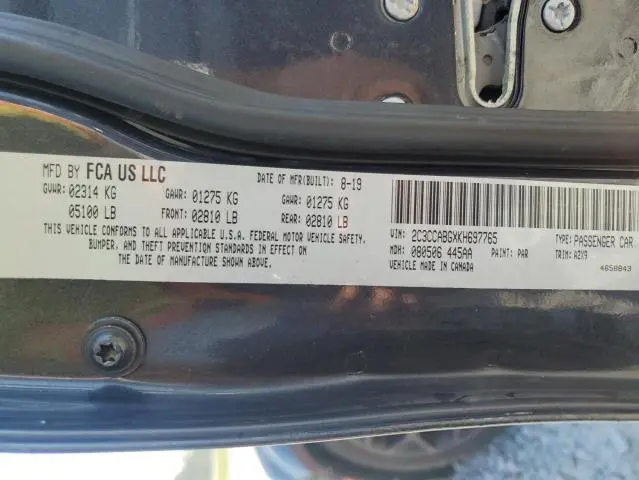 MFD BY FCA US LLC
DATE OF MFR(BUILT): 8-19
GVWR: 02314 KG GAWR: 01275 KG GAWR: 01275 KG
05100 LB FRONT: 02810 LB REAR: 02810 LB
THIS VEHICLE CONFORMS TO ALL APPLICABLE U.S.A. FEDERAL MOTOR VEHICLE SAFETY,
BUMPER, AND THEFT PREVENTION STANDARDS IN EFFECT ON
THE DATE OF MANUFACTURE SHOWN ABOVE.
VIN: 2C3CCABGXKH697765 TYPE: PASSENGER CAR
MDH: 080506 445AA PAINT: PAR TRIM: A2X9
VEHICLE MADE IN CANADA 4658843